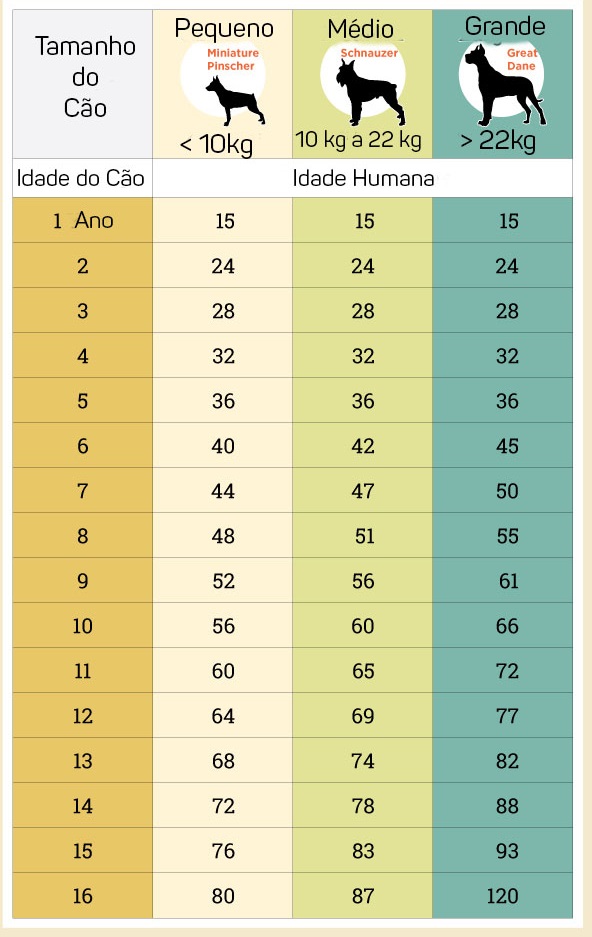 Tamanho
do
Cão
Pequeno
Miniature
Pinscher
< 10kg
Médio
Schnauzer
10 kg a 22 kg
Grande
Great
Dane
> 22kg
Idade do Cão Idade Humana
1 Ano 15 15 15
2 24 24 24
3 28 28 28
4 32 32 32
5 36 36 36
6 40 42 45
7 44 47 50
8 48 51 55
9 52 56 61
10 56 60 66
11 60 65 72
12 64 69 77
13 68 74 82
14 72 78 88
15 76 83 93
16 80 87 120